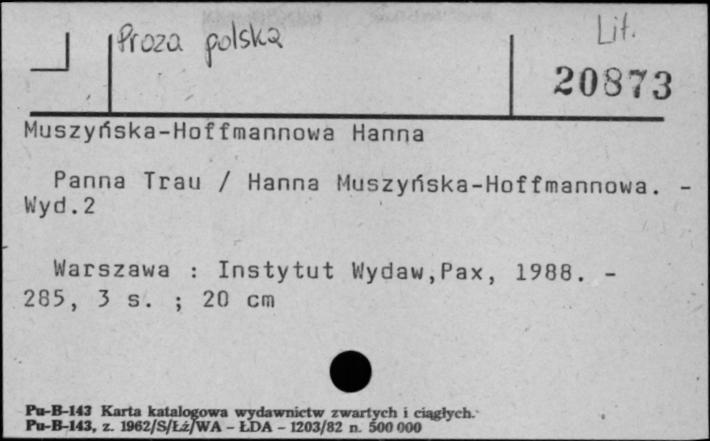 Proza polska
Lit.
20873
Muszyńska-Hoffmannowa Hanna
Panna Trau / Hanna Muszyńska-Hoffmannowa. -
Wyd.2
Warszawa : Instytut Wydaw,Pax, 1988. -
285, 3 s. ; 20 cm
Pu-B-143 Karta katalogowa wydawnictw zwartych i ciągłych.
Pu-B-143, z. 1962/S/Łź/WA - ŁDA - 1203/82 n. 500 000